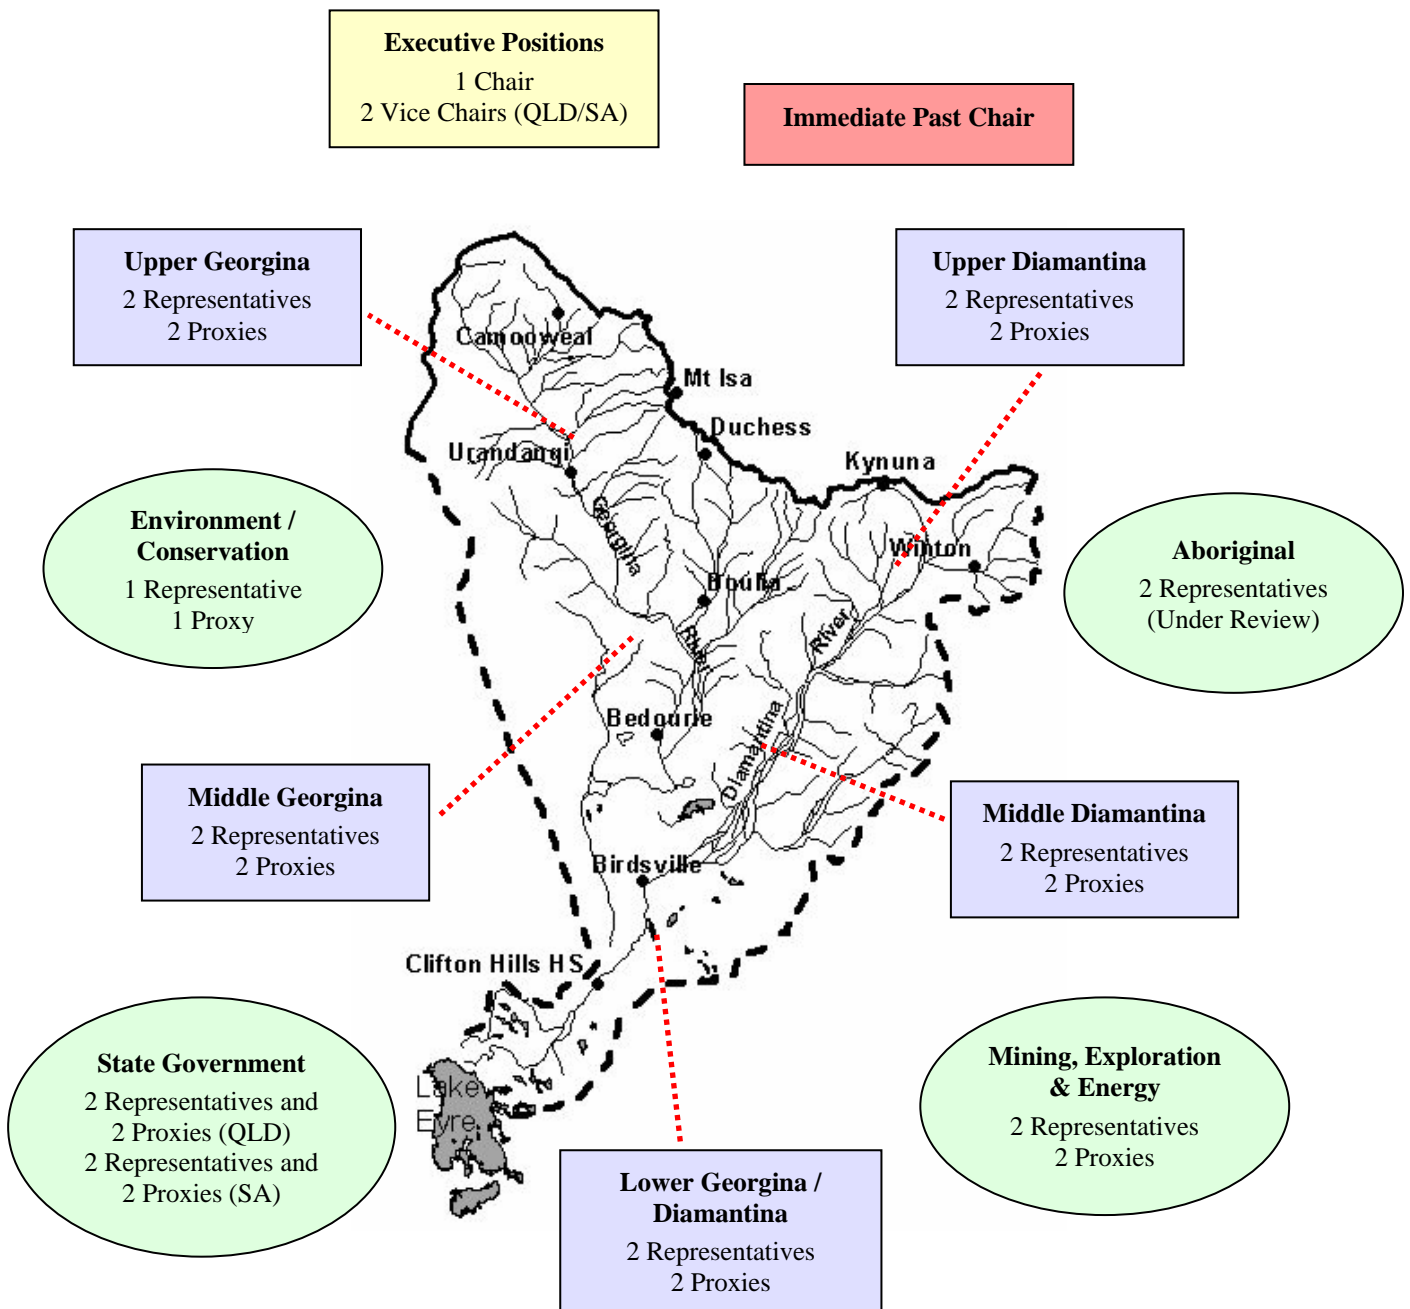 Executive Positions
1 Chair
2 Vice Chairs (QLD/SA)
Immediate Past Chair
Upper Georgina
2 Representatives
2 Proxies
Upper Diamantina
2 Representatives
2 Proxies
Camooweal
Mt Isa
Duchess
Urandangi
Kynuna
Georgina
Winton
Environment /
Conservation
1 Representative
1 Proxy
Aboriginal
2 Representatives
(Under Review)
Boulia
River
River
Bedourie
Diamantina
Middle Georgina
2 Representatives
2 Proxies
Middle Diamantina
2 Representatives
2 Proxies
Birdsville
Clifton Hills HS
State Government
2 Representatives and
2 Proxies (QLD)
2 Representatives and
2 Proxies (SA)
Lake
Eyre
Mining, Exploration
& Energy
2 Representatives
2 Proxies
Lower Georgina /
Diamantina
2 Representatives
2 Proxies